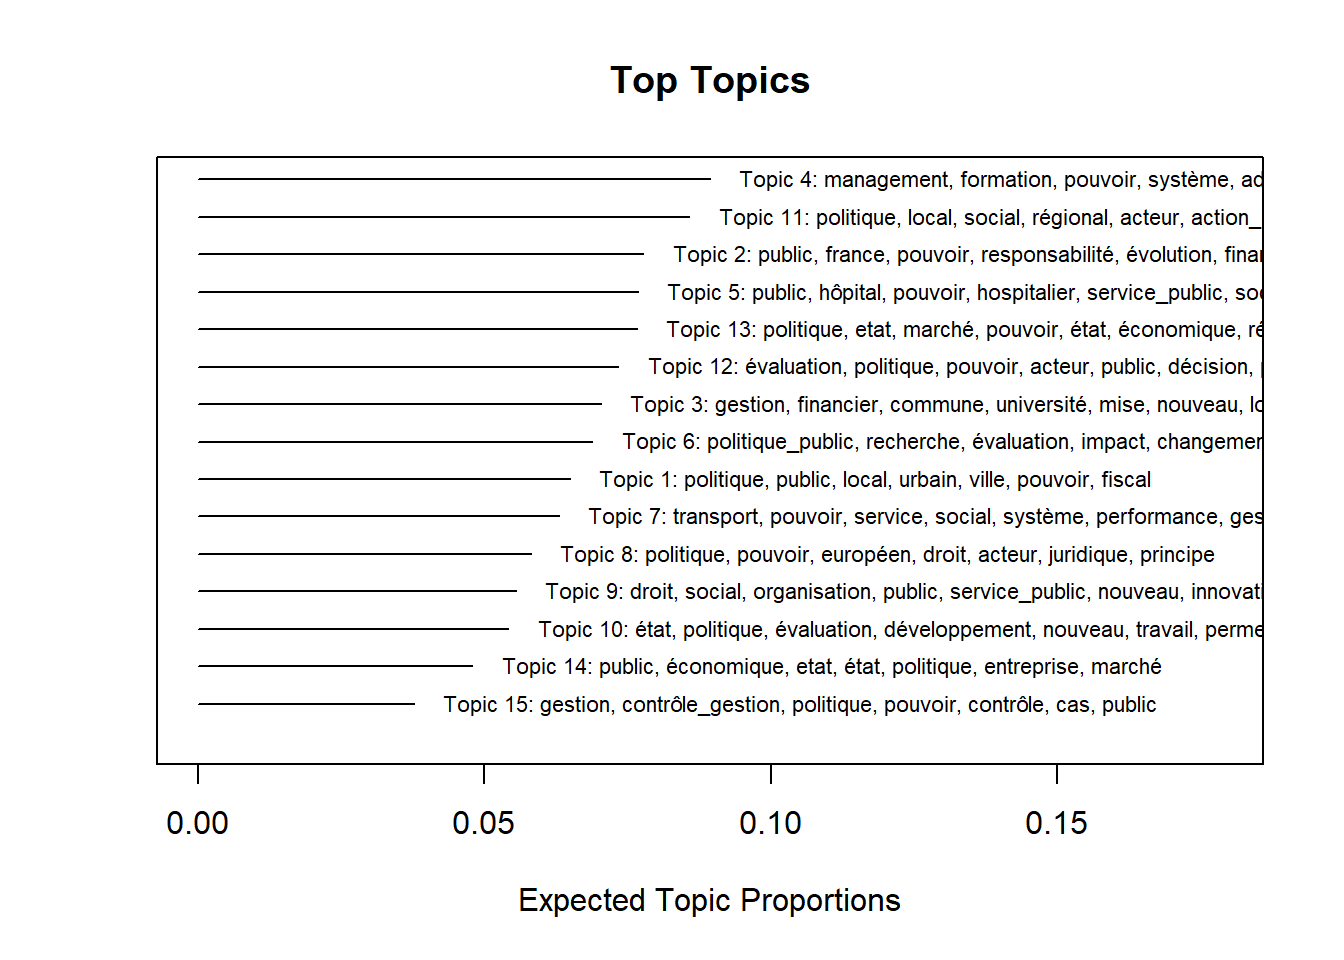 Top Topics
Topic 4: management, formation, pouvoir, système, ad
Topic 11: politique, local, social, régional, acteur, action_
Topic 2: public, france, pouvoir, responsabilité, évolution, finan
Topic 5: public, hôpital, pouvoir, hospitalier, service_public, so
Topic 13: politique, etat, marché, pouvoir, état, économique, ré
Topic 12: évaluation, politique, pouvoir, acteur, public, décision,
Topic 3: gestion, financier, commune, université, mise, nouveau, lo
Topic 6: politique_public, recherche, évaluation, impact, changemen
Topic 1: politique, public, local, urbain, ville, pouvoir, fiscal
Topic 7: transport, pouvoir, service, social, système, performance, ges
Topic 8: politique, pouvoir, européen, droit, acteur, juridique, principe
Topic 9: droit, social, organisation, public, service_public, nouveau, innovati
Topic 10: état, politique, évaluation, développement, nouveau, travail, perme
Topic 14: public, économique, etat, état, politique, entreprise, marché
Topic 15: gestion, contrôle_gestion, politique, pouvoir, contrôle, cas, public
0.00 0.05 0.10 0.15
Expected Topic Proportions